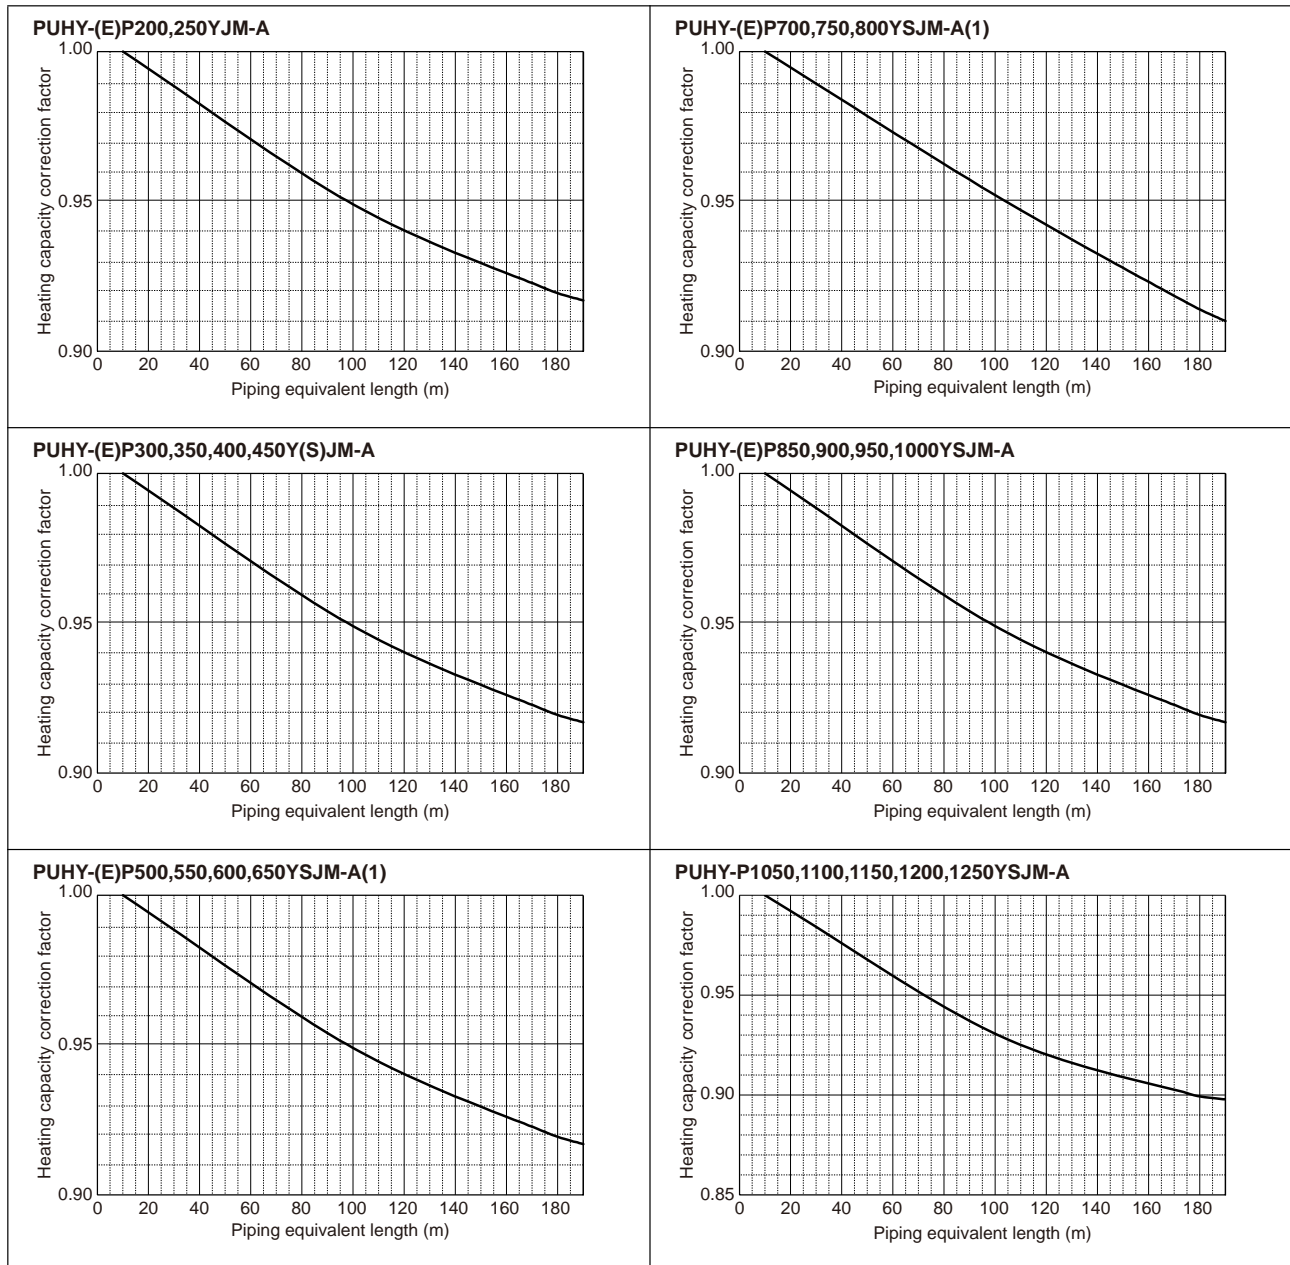 PUHY-(E)P200,250YJM-A
Heating capacity correction factor
1.00
0.95
0.90
0 20 40 60 80 100 120 140 160 180
Piping equivalent length (m)
PUHY-(E)P700,750,800YSJM-A(1)
Heating capacity correction factor
1.00
0.95
0.90
0 20 40 60 80 100 120 140 160 180
Piping equivalent length (m)
PUHY-(E)P300,350,400,450Y(S)JM-A
Heating capacity correction factor
1.00
0.95
0.90
0 20 40 60 80 100 120 140 160 180
Piping equivalent length (m)
PUHY-(E)P850,900,950,1000YSJM-A
Heating capacity correction factor
1.00
0.95
0.90
0 20 40 60 80 100 120 140 160 180
Piping equivalent length (m)
PUHY-(E)P500,550,600,650YSJM-A(1)
Heating capacity correction factor
1.00
0.95
0.90
0 20 40 60 80 100 120 140 160 180
Piping equivalent length (m)
PUHY-P1050,1100,1150,1200,1250YSJM-A
Heating capacity correction factor
1.00
0.95
0.90
0.85
0 20 40 60 80 100 120 140 160 180
Piping equivalent length (m)